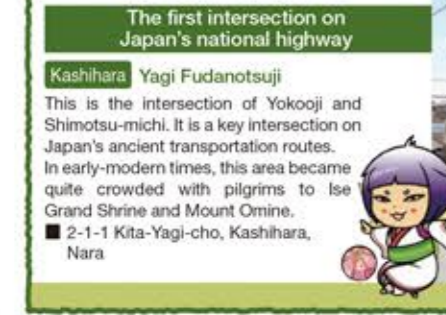 The first intersection on
Japan's national highway
Kashihara Yagi Fudanotsuji
This is the intersection of Yokooji and
Shimotsu-michi. It is a key intersection on
Japan's ancient transportation routes.
In early-modern times, this area became
quite crowded with pilgrims to Ise
Grand Shrine and Mount Omine.
■ 2-1-1 Kita-Yagi-cho, Kashihara,
Nara